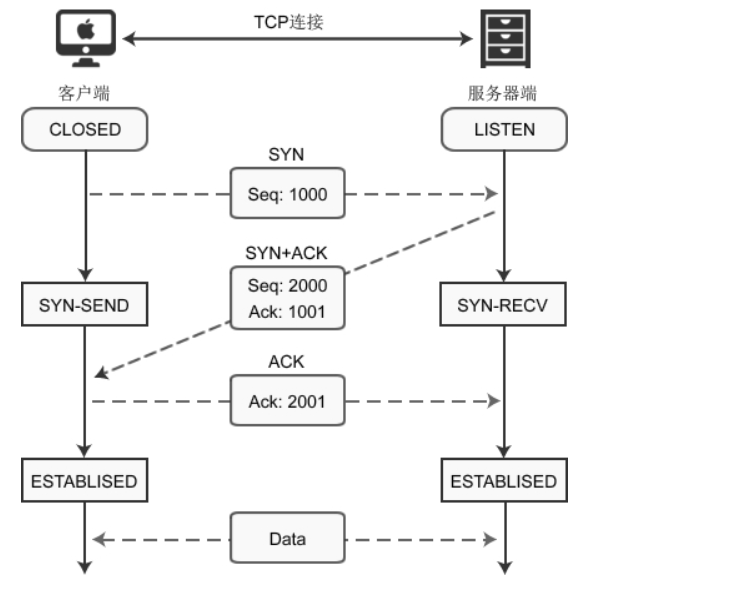 TCP连接
客户端
服务器端
CLOSED
LISTEN
SYN
Seq: 1000
SYN+ACK
Seq: 2000
Ack: 1001
SYN-SEND
SYN-RECV
ACK
Ack: 2001
ESTABLISED
ESTABLISED
Data